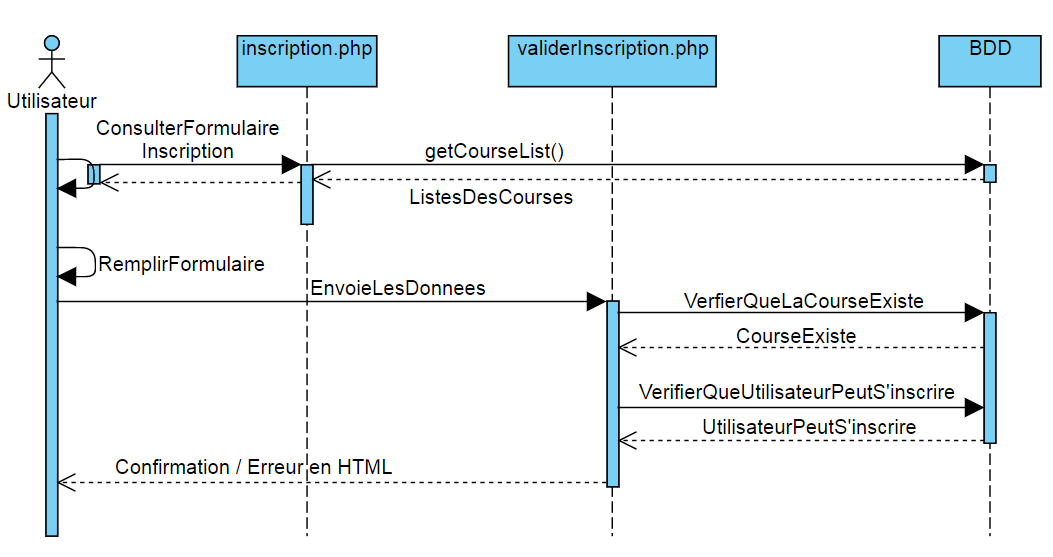 inscription.php
validerInscription.php
BDD
Utilisateur
ConsulterFormulaire
Inscription
getCourseList()
ListesDesCourses
RemplirFormulaire
EnvoieLesDonnees
VerfierQueLaCourseExiste
CourseExiste
VerifierQueUtilisateurPeutS'inscrire
UtilisateurPeutS'inscrire
Confirmation / Erreur en HTML